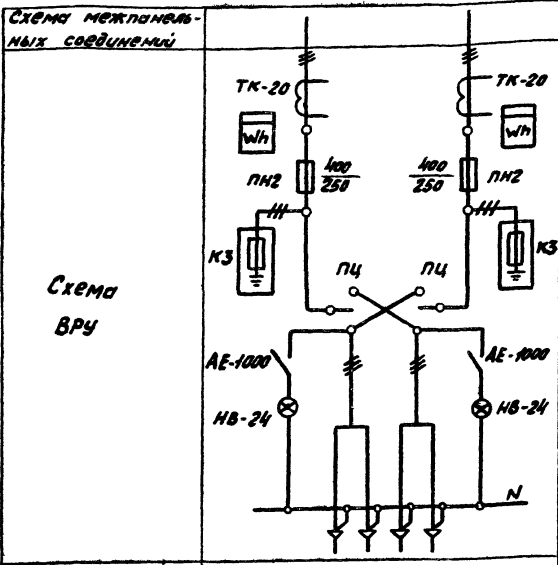 Схема межпанель-
ных соединений
Схема
ВРУ
ТК-20
ТК-20
Wh
Wh
ПН2
400
250
400
250
ПН2
КЗ
КЗ
ПЦ
ПЦ
АЕ-1000
АЕ-1000
НВ-24
НВ-24
N